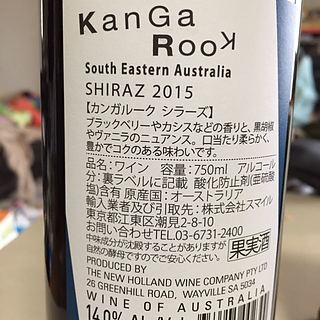 KanGa
Rook
South Eastern Australia
SHIRAZ 2015
【カンガルーク シラーズ】
ブラックベリーやカシスなどの香りと、黒胡椒
やヴァニラのニュアンス。口当たり柔らかく、
豊かでコクのある味わいです。
品名:ワイン 容量:750ml アルコール
分:裏ラベルに記載 酸化防止剤(亜硫酸
塩)含有 原産国:オーストラリア
輸入業者及び引取先:株式会社スマイル
東京都江東区潮見2-8-10
お問合わせTEL.03-6731-2400
中味成分が沈殿することがありますが
自然の酵母ですのでご安心ください。
果実酒
PRODUCED BY
THE NEW HOLLAND WINE COMPANY PTY LTD
26 GREENHILL ROAD, WAYVILLE SA 5034
WINE OF AUSTRALIA
14.0%